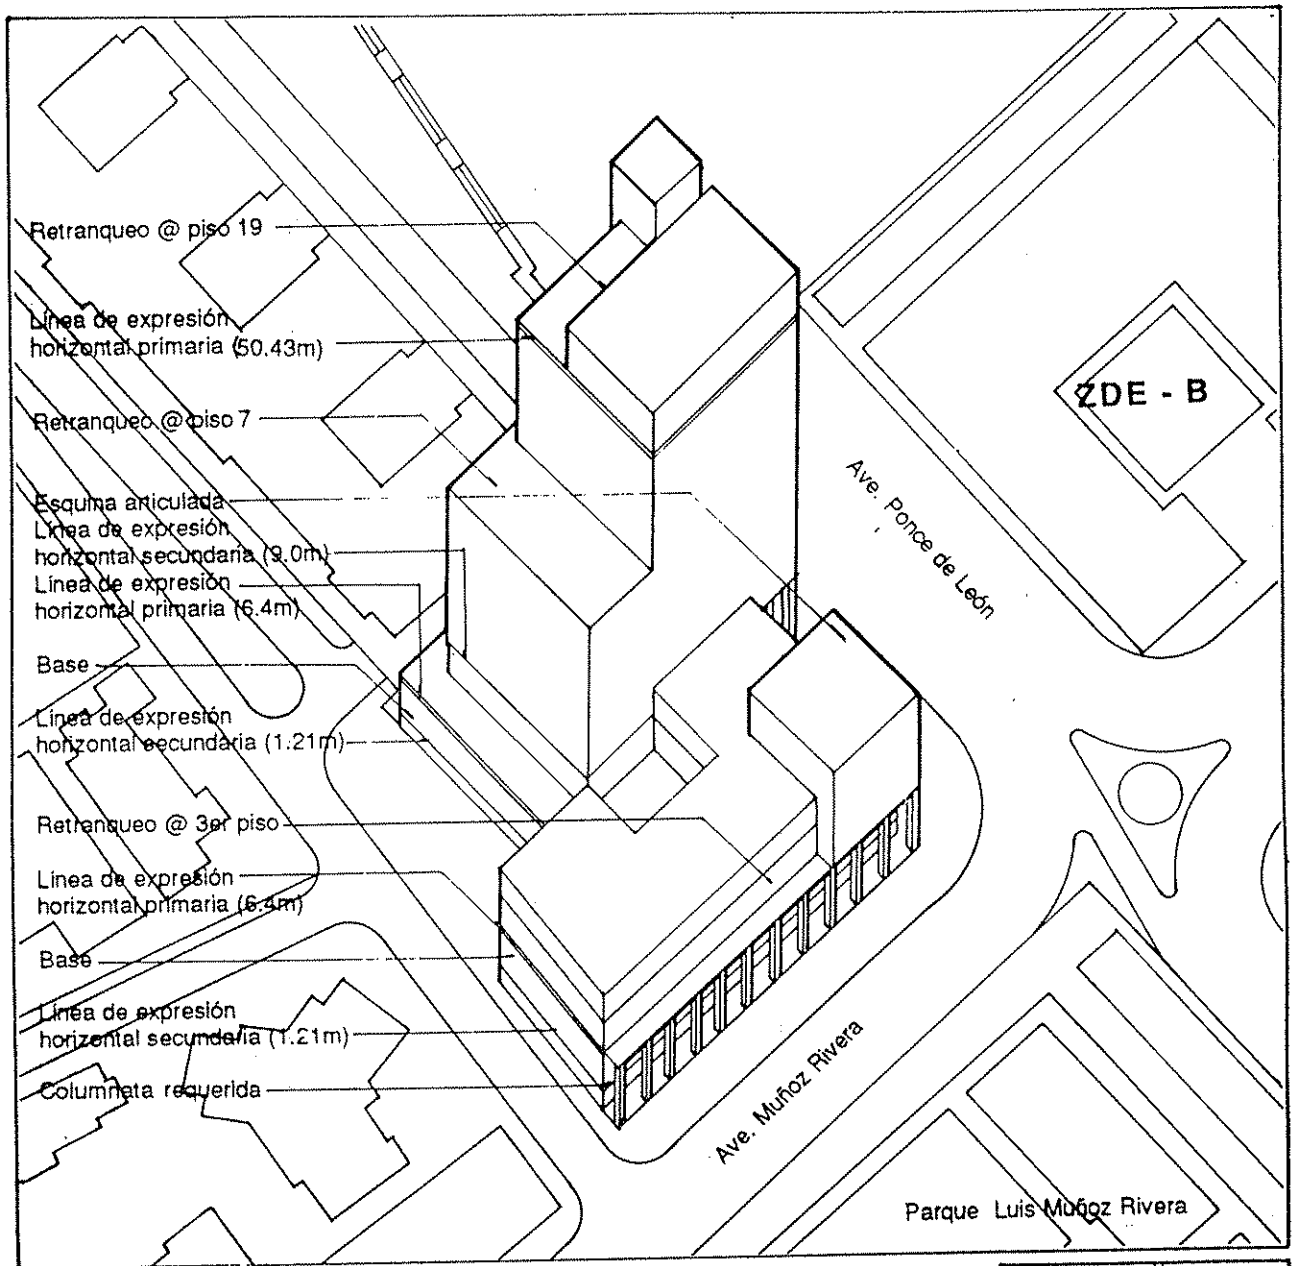 Retranqueo @ piso 19
Línea de expresión
horizontal primaria (50.43m)
Retranqueo @ piso 7
Esquina articulada
Línea de expresión
horizontal secundaria (9.0m)
Línea de expresión
horizontal primaria (6.4m)
Base
Línea de expresión
horizontal secundaria (1.21m)
Retranqueo @ 3er piso
Línea de expresión
horizontal primaria (6.4m)
Base
Línea de expresión
horizontal secundaria (1.21m)
Columnata requerida
ZDE - B
Ave. Ponce de León
Ave. Muñoz Rivera
Parque Luis Muñoz Rivera